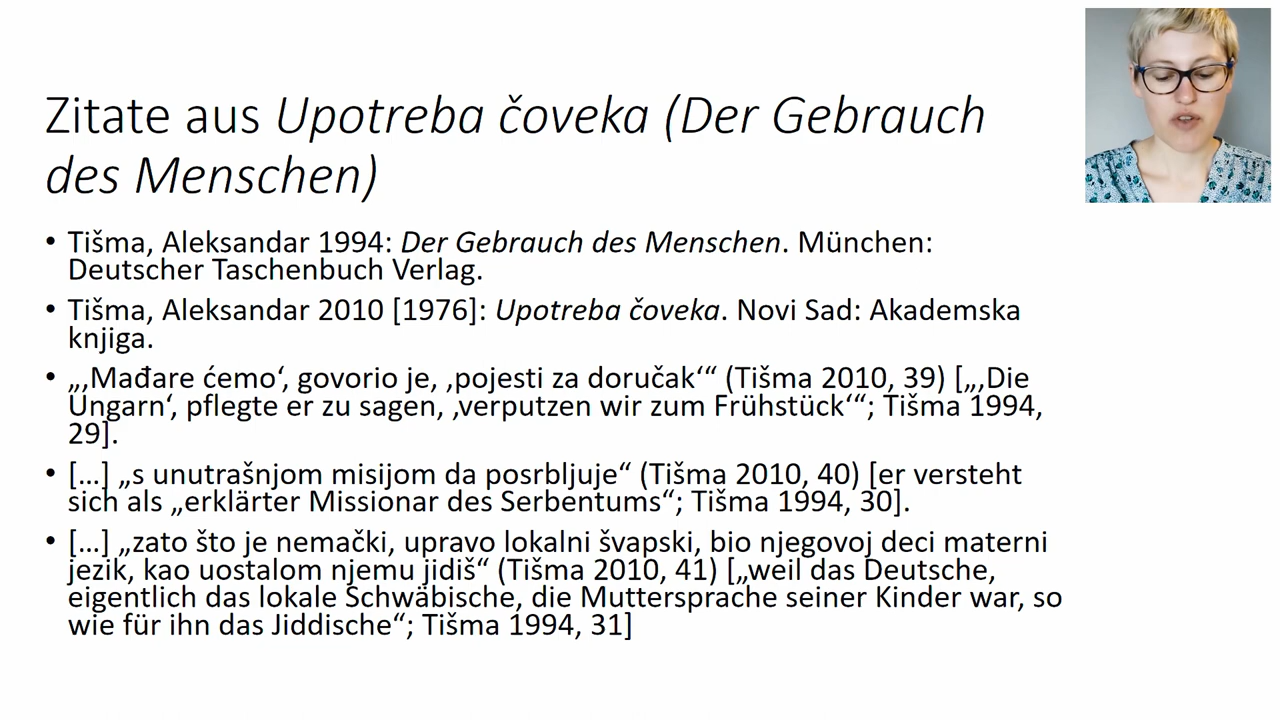 Zitate aus Upotreba čoveka (Der Gebrauch
des Menschen)
• Tišma, Aleksandar 1994: Der Gebrauch des Menschen. München:
Deutscher Taschenbuch Verlag.
• Tišma, Aleksandar 2010 [1976]: Upotreba čoveka. Novi Sad: Akademska
knjiga.
• „‚Mađare ćemo‘, govorio je, ‚pojesti za doručak‘“ (Tišma 2010, 39) [„‚Die
Ungarn‘, pflegte er zu sagen, ‚verputzen wir zum Frühstück‘“; Tišma 1994,
29].
• […] „s unutrašnjom misijom da posrbljuje“ (Tišma 2010, 40) [er versteht
sich als „erklärter Missionar des Serbentums“; Tišma 1994, 30].
• […] „zato što je nemački, upravo lokalni švapski, bio njegovoj deci materni
jezik, kao uostalom njemu jidiš“ (Tišma 2010, 41) [„weil das Deutsche,
eigentlich das lokale Schwäbische, die Muttersprache seiner Kinder war, so
wie für ihn das Jiddische“; Tišma 1994, 31]